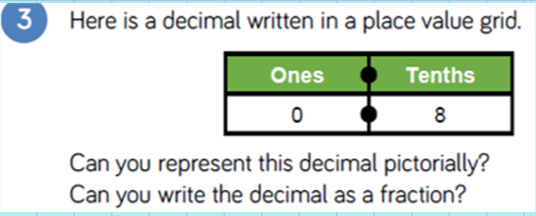 3 Here is a decimal written in a place value grid.
Ones Tenths
0 8
Can you represent this decimal pictorially?
Can you write the decimal as a fraction?